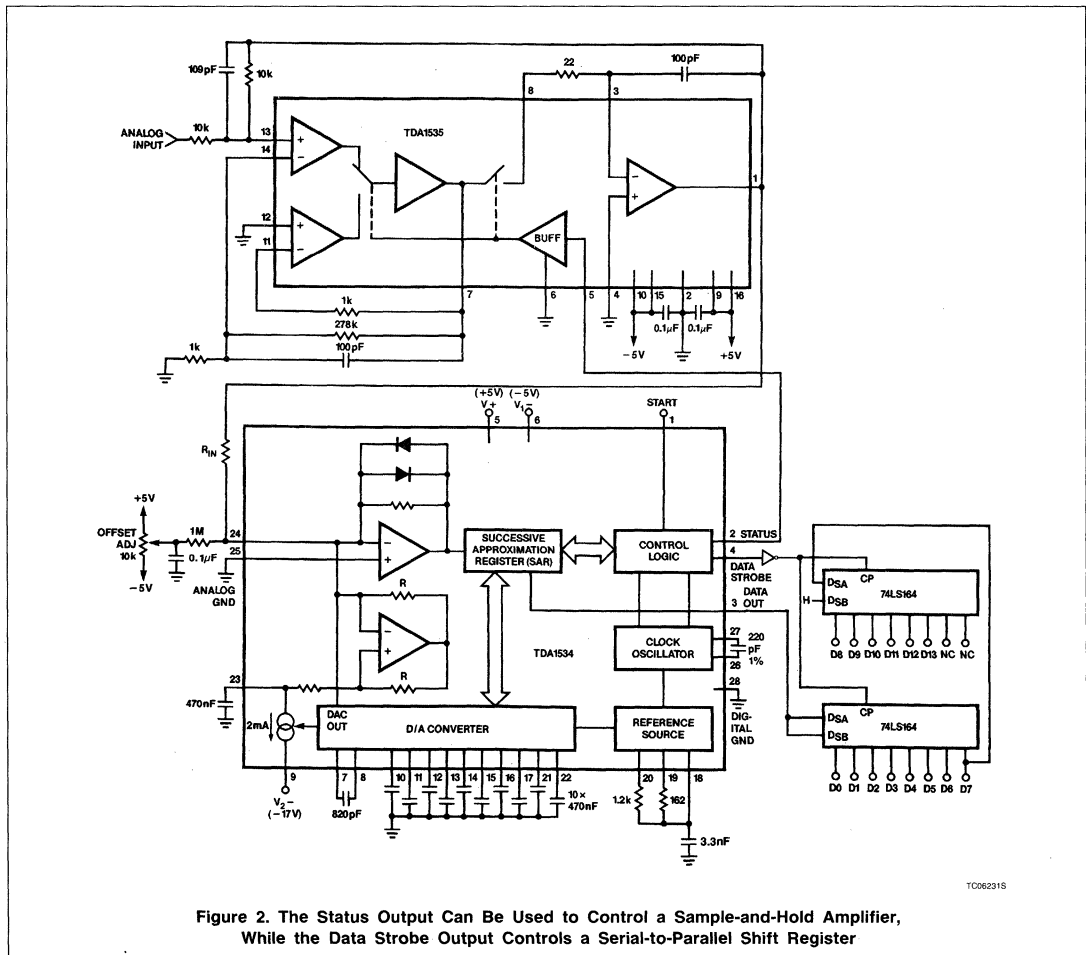 109pF
10k
22
100pF
8
3
TDA1535
ANALOG
INPUT
10k
13
14
12
11
+
−
+
−
−
+
1
BUFF
7
6
5
4
10
15
2
9
16
1k
278k
100pF
1k
0.1µF
0.1µF
−5V
+5V
(+5V)
V+
5
(−5V)
V1−
6
START
1
RIN
+5V
OFFSET
ADJ
10k
−5V
1M
0.1µF
24
25
ANALOG
GND
−
+
SUCCESSIVE
APPROXIMATION
REGISTER (SAR)
CONTROL
LOGIC
2 STATUS
4
DATA
STROBE
DATA
OUT
3
CP
DSA
DSB
H
74LS164
D8 D9 D10 D11 D12 D13 NC NC
R
−
+
R
TDA1534
CLOCK
OSCILLATOR
27
220
pF
1%
26
28
DIGITAL
GND
23
470nF
2mA
DAC
OUT
D/A CONVERTER
REFERENCE
SOURCE
CP
DSA
DSB
74LS164
D0 D1 D2 D3 D4 D5 D6 D7
9
V2−
(−17V)
7
8
820pF
10 11 12 13 14 15 16 17 21 22
10×
470nF
20
19
18
1.2k
162
3.3nF
TC06231S
Figure 2. The Status Output Can Be Used to Control a Sample-and-Hold Amplifier,
While the Data Strobe Output Controls a Serial-to-Parallel Shift Register